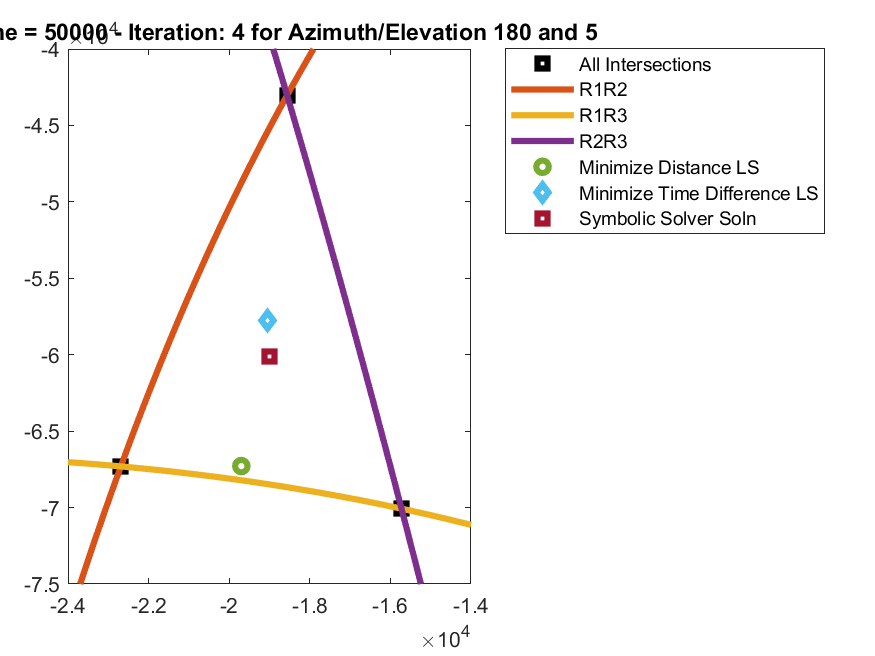 ne = 50000 - Iteration: 4 for Azimuth/Elevation 180 and 5
×10⁴
-4
-4.5
-5
-5.5
-6
-6.5
-7
-7.5
-2.4 -2.2 -2 -1.8 -1.6 -1.4
×10⁴
All Intersections
R1R2
R1R3
R2R3
Minimize Distance LS
Minimize Time Difference LS
Symbolic Solver Soln